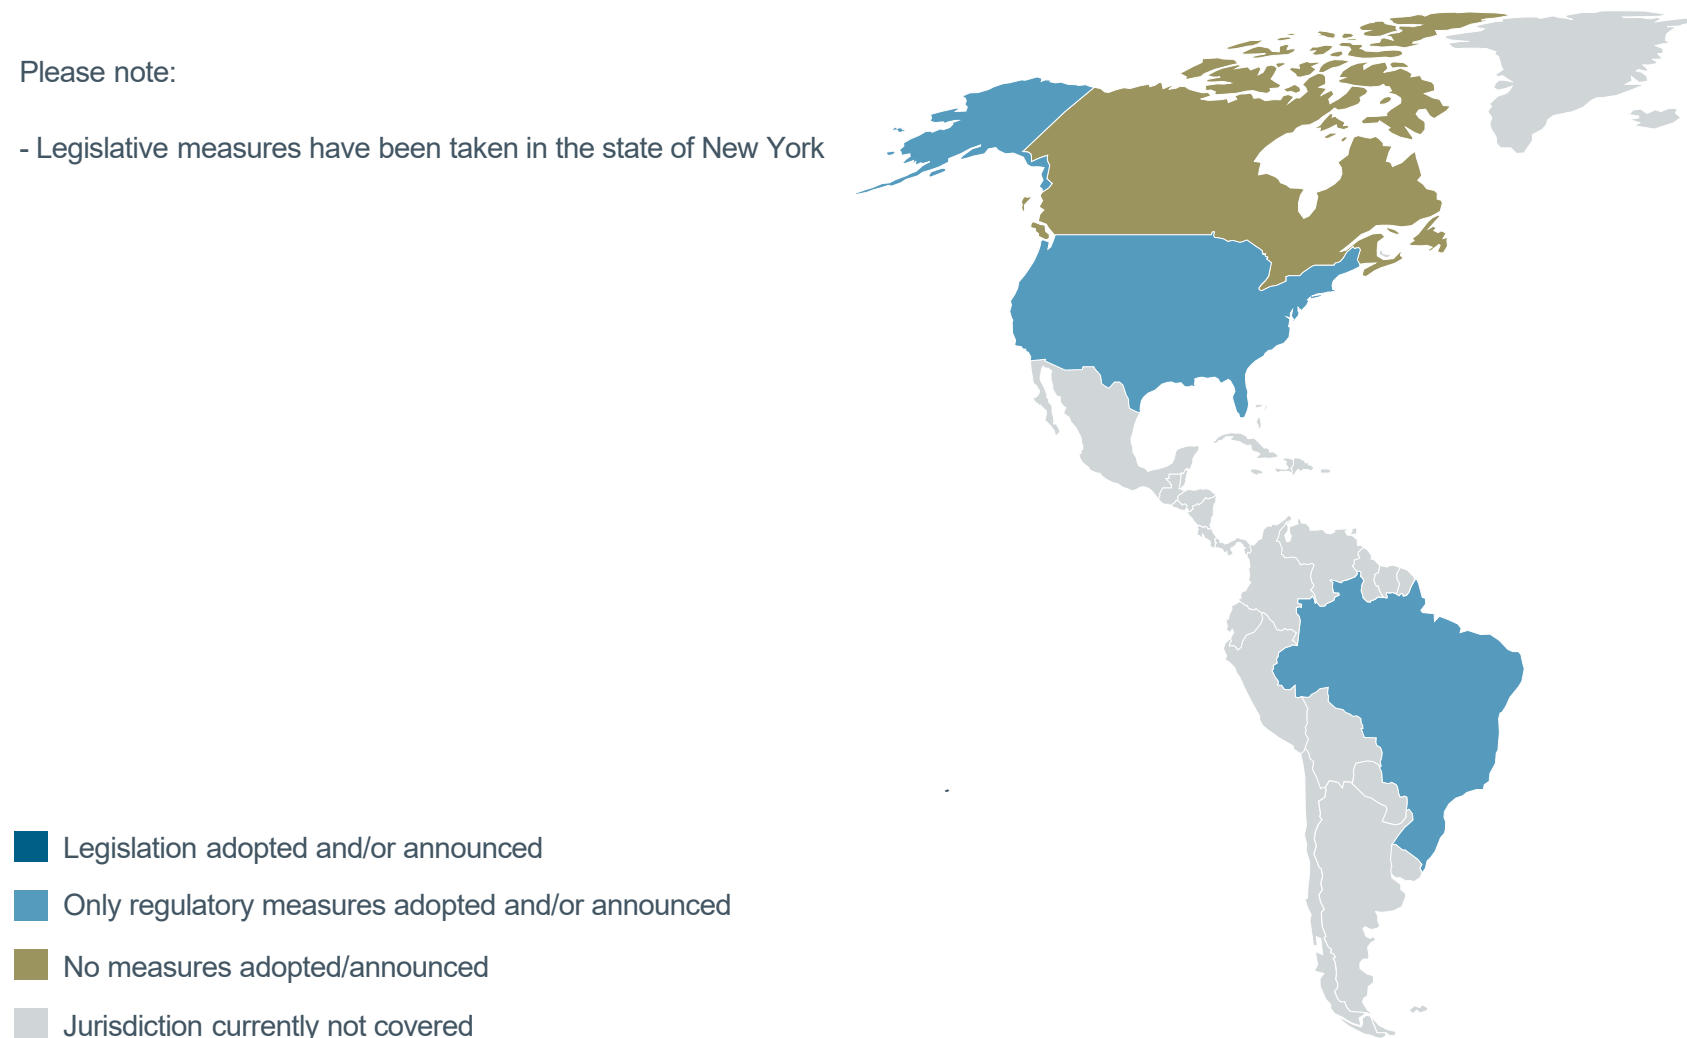 Please note:
- Legislative measures have been taken in the state of New York
Legislation adopted and/or announced
Only regulatory measures adopted and/or announced
No measures adopted/announced
Jurisdiction currently not covered